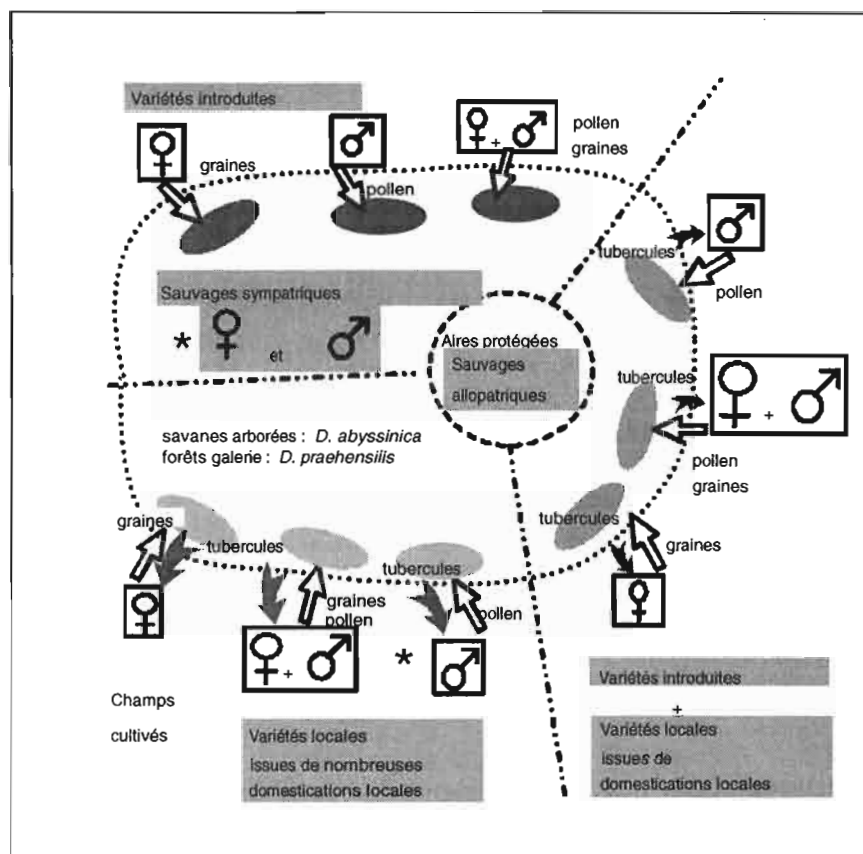 Variétés introduites
graines
pollen
pollen
graines
tubercules
pollen
Sauvages sympatriques
* et
Aires protégées
Sauvages
allopatriques
tubercules
+
pollen
graines
savanes arborées : D. abyssinica
forêts galerie : D. praehensilis
graines
tubercules
tubercules
tubercules
graines
graines
pollen
pollen
+
*
+
Champs
cultivés
Variétés locales
issues de nombreuses
domestications locales
Variétés introduites
+
Variétés locales
issues de
domestications locales